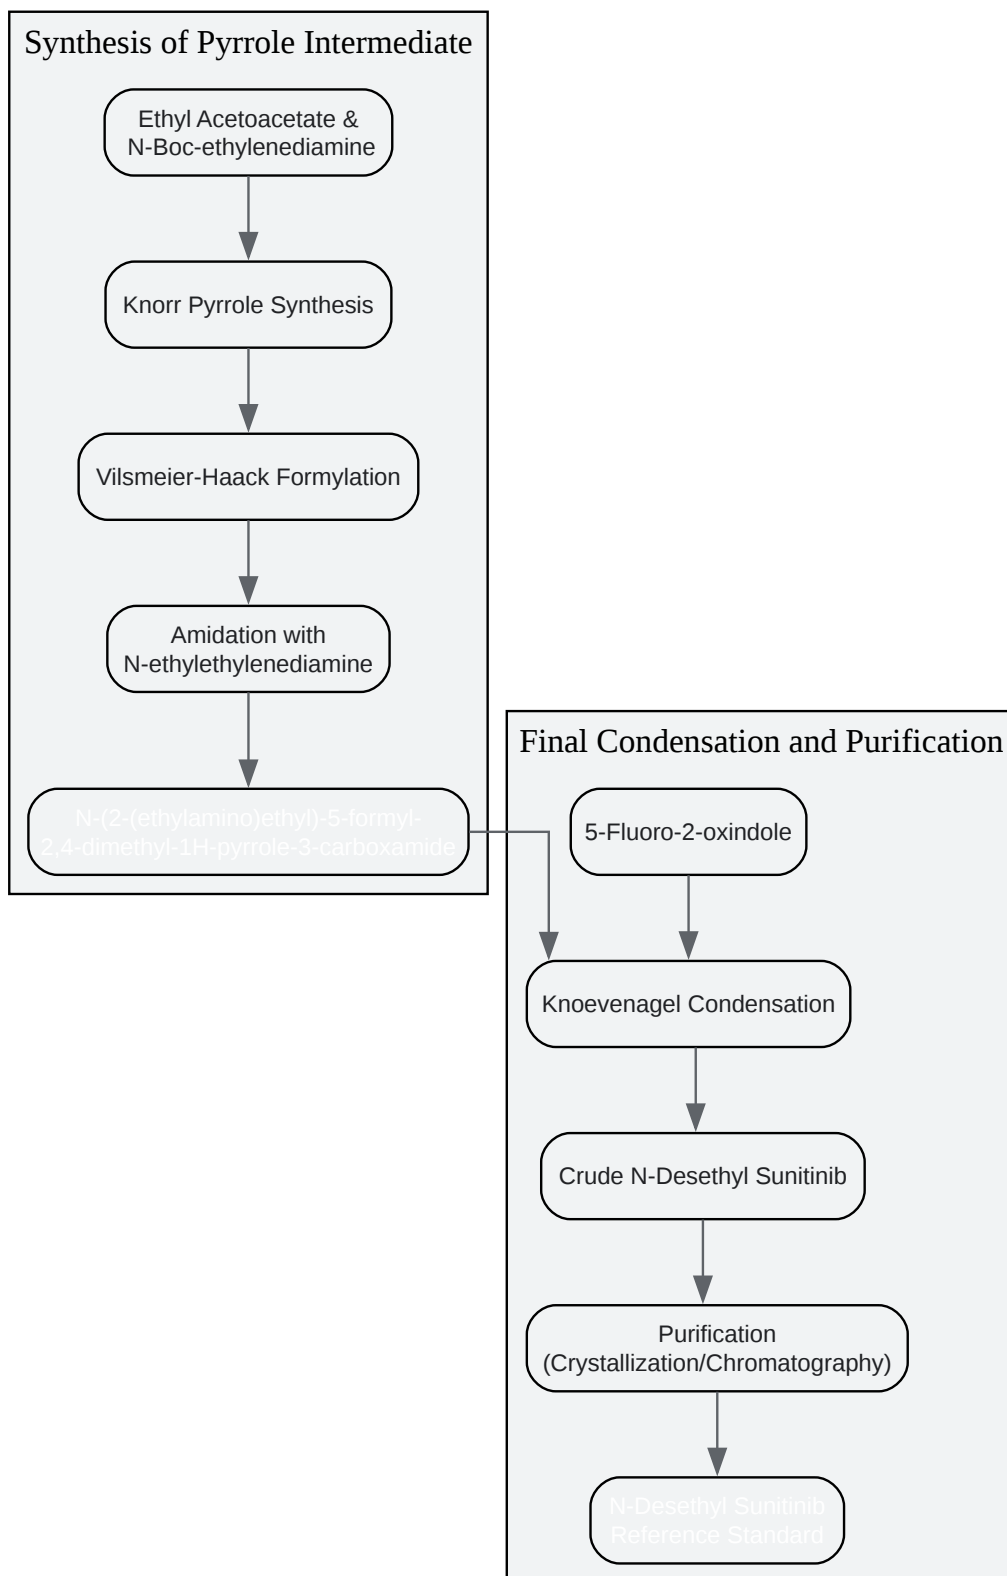 Synthesis of Pyrrole Intermediate
Ethyl Acetoacetate &
N-Boc-ethylenediamine
Knorr Pyrrole Synthesis
Vilsmeier-Haack Formylation
Amidation with
N-ethylethylenediamine
N-(2-(ethylamino)ethyl)-5-formyl-
2,4-dimethyl-1H-pyrrole-3-carboxamide
Final Condensation and Purification
5-Fluoro-2-oxindole
Knoevenagel Condensation
Crude N-Desethyl Sunitinib
Purification
(Crystallization/Chromatography)
N-Desethyl Sunitinib
Reference Standard